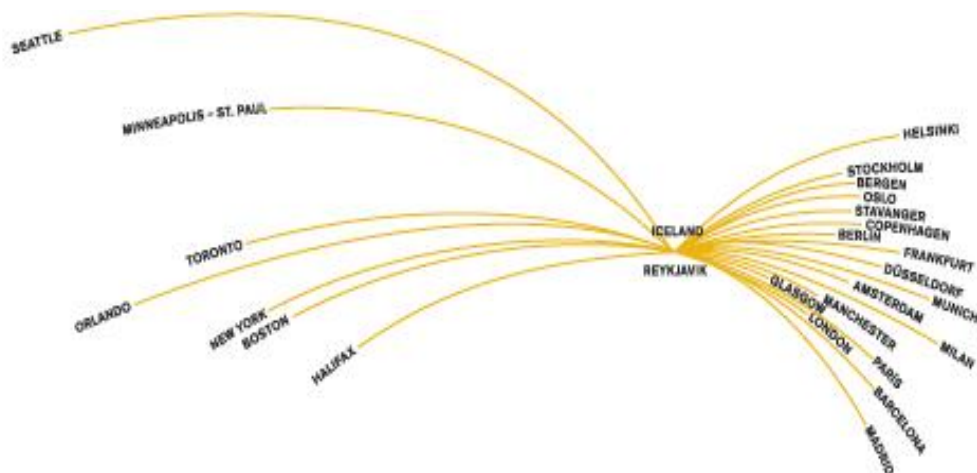 SEATTLE
MINNEAPOLIS - ST. PAUL
TORONTO
ORLANDO
NEW YORK
BOSTON
HALIFAX
ICELAND
REYKJAVIK
HELSINKI
STOCKHOLM
BERGEN
OSLO
STAVANGER
COPENHAGEN
BERLIN
FRANKFURT
DÜSSELDORF
MUNICH
AMSTERDAM
MILAN
GLASGOW
MANCHESTER
LONDON
PARÍS
BARCELONA
MADRID